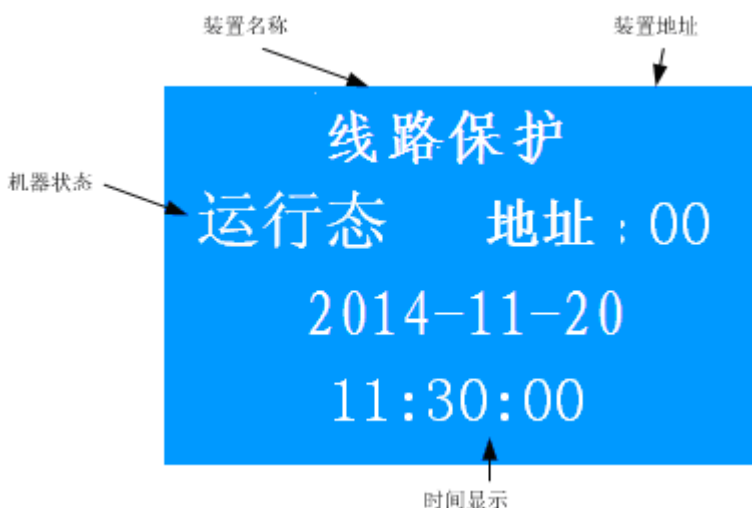 装置名称 装置地址
线路保护
机器状态
运行态 地址:00
2014-11-20
11:30:00
时间显示